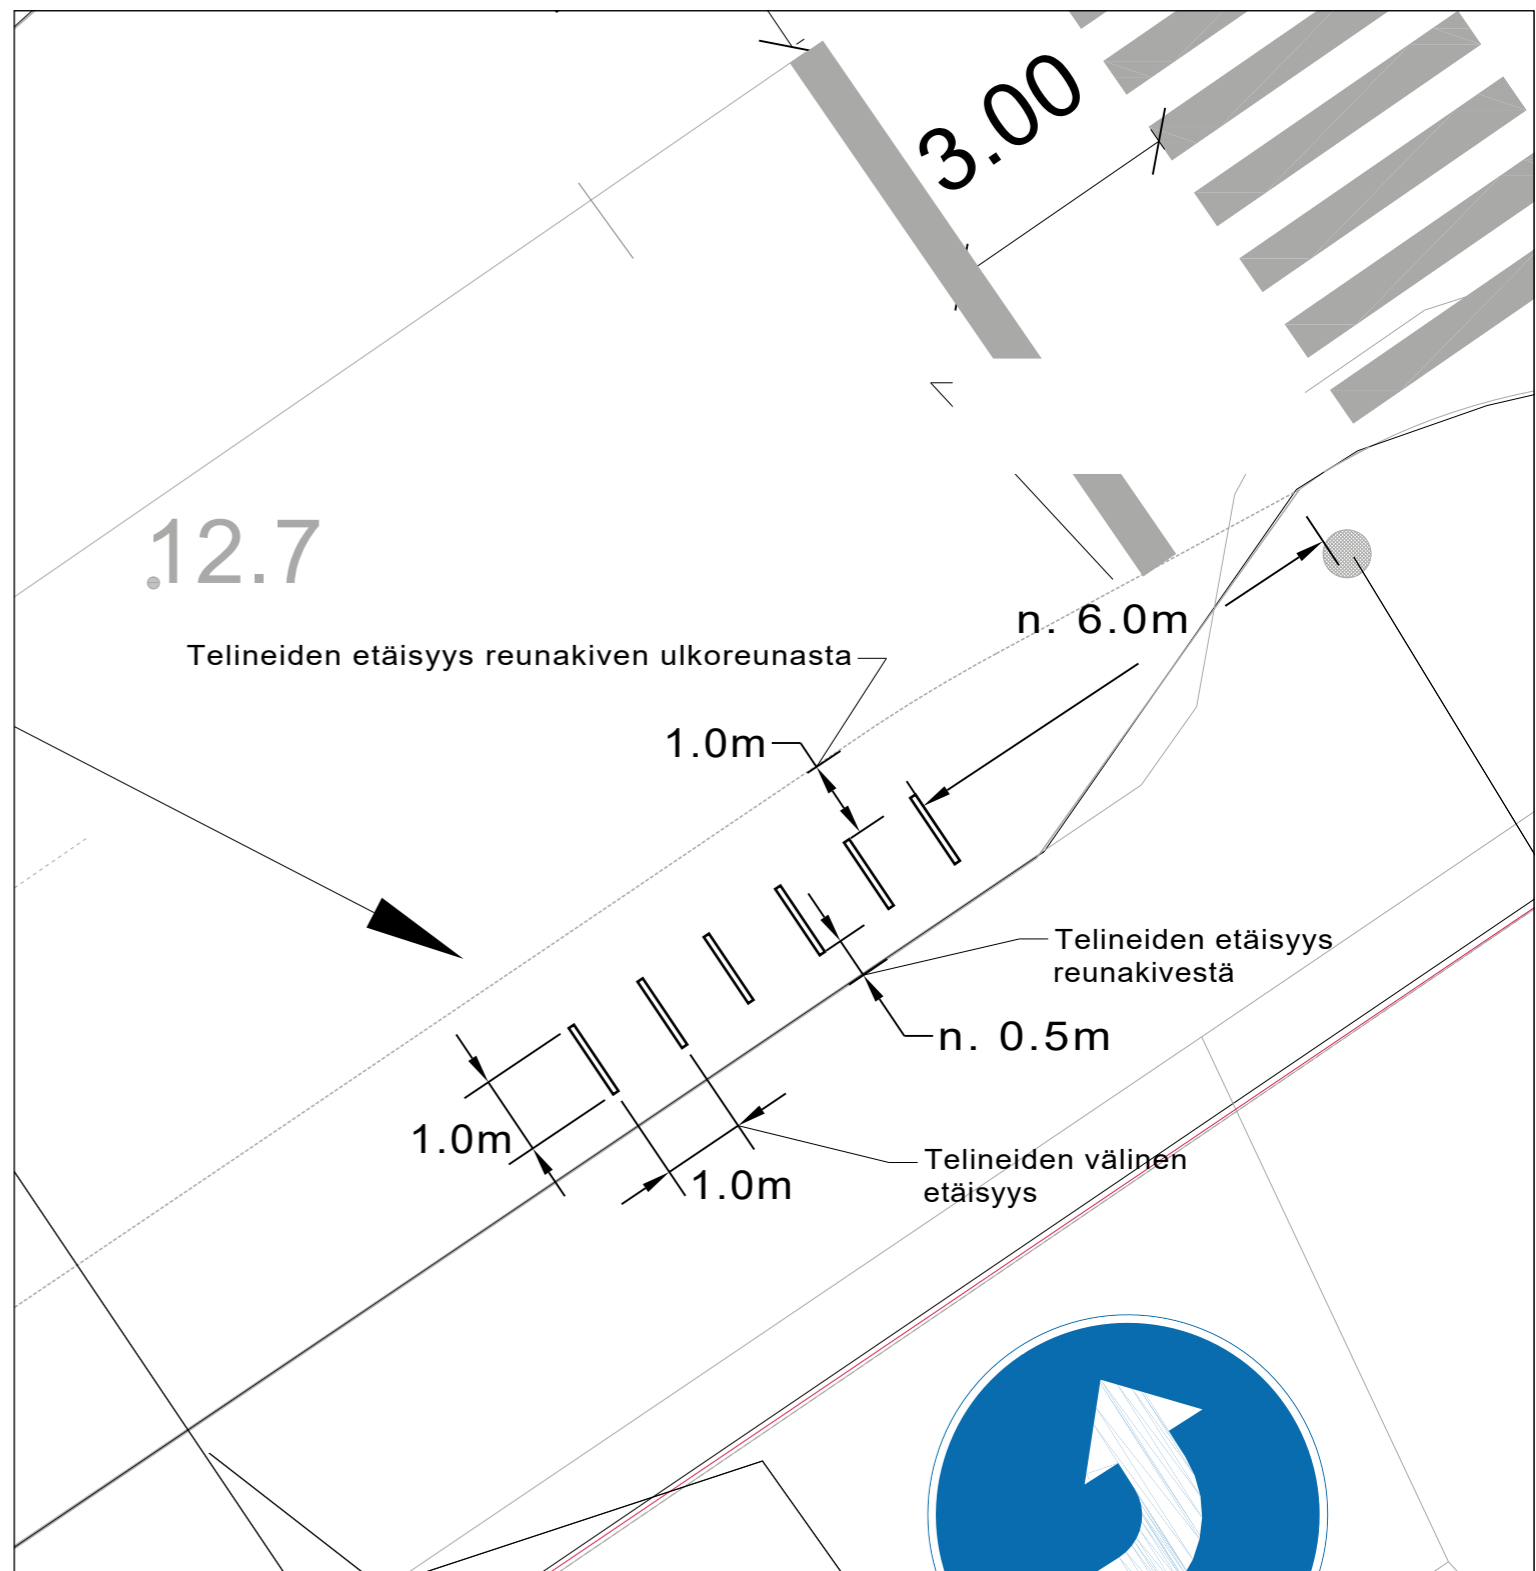 3.00
12.7
n. 6.0m
Telineiden etäisyys reunakiven ulkoreunasta
1.0m
Telineiden etäisyys
reunakivestä
n. 0.5m
1.0m
1.0m
Telineiden välinen
etäisyys